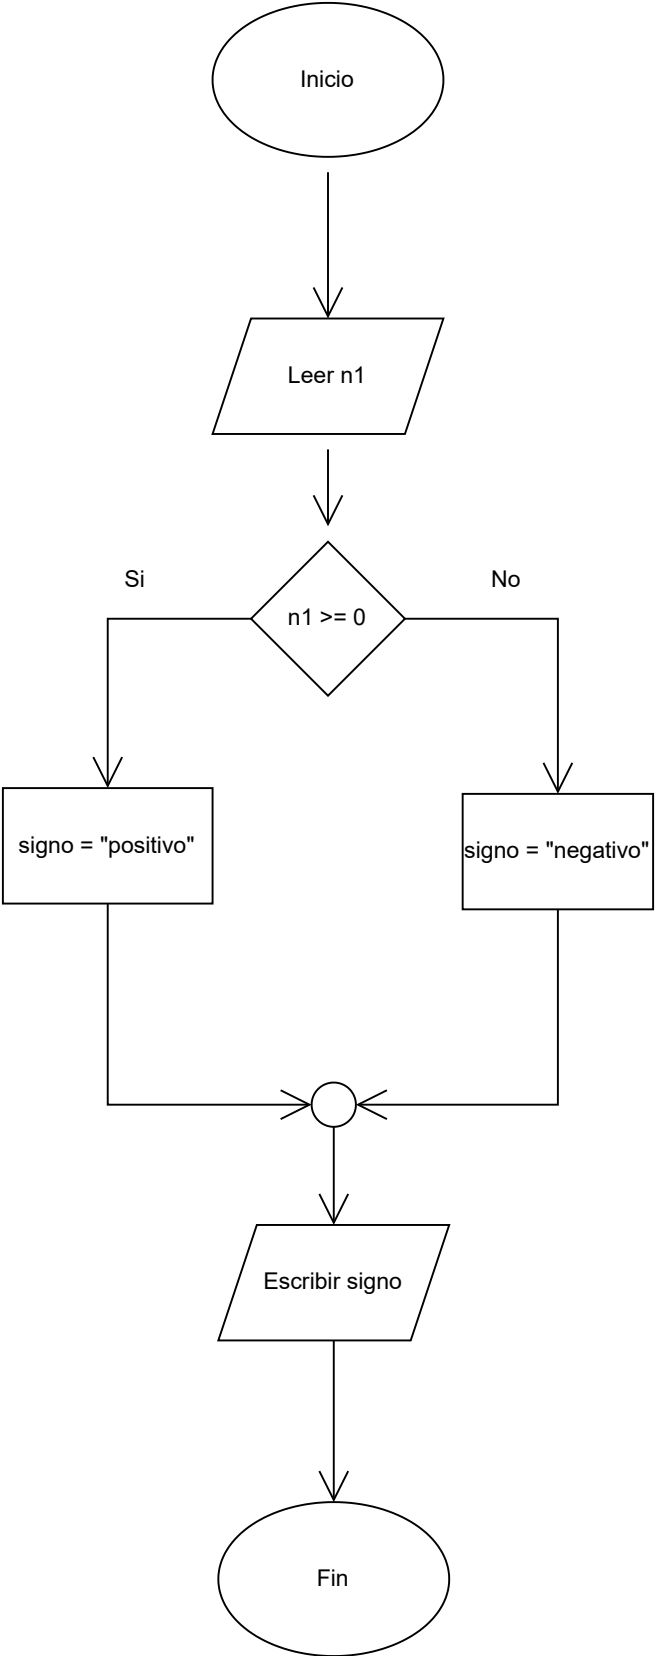 Inicio
Leer n1
Si
No
n1 >= 0
signo = "positivo"
signo = "negativo"
Escribir signo
Fin